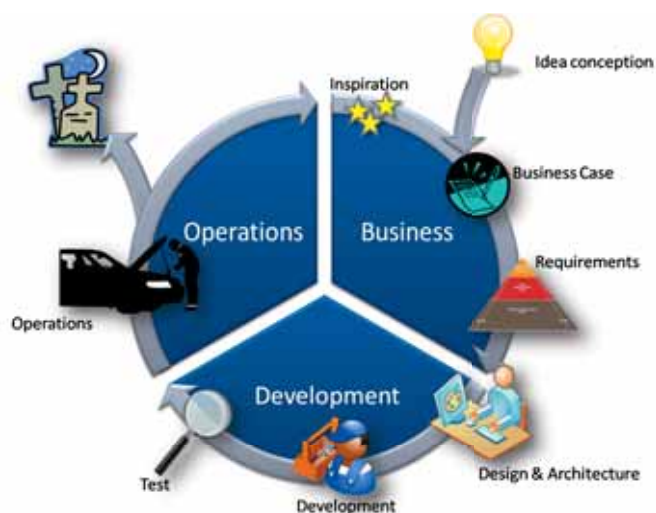 Idea conception
Inspiration
Business Case
Operations
Business
Requirements
Operations
Development
Design & Architecture
Test
Development